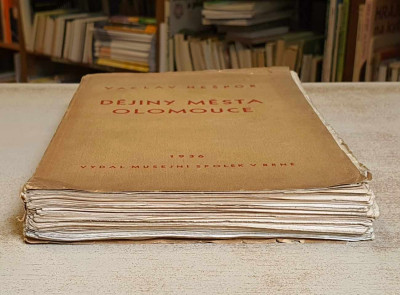 VÁCLAV NEŠPOR
DĚJINY MĚSTA
OLOMOUCE
1936
VYDAL MUSEJNÍ SPOLEK V BRNĚ